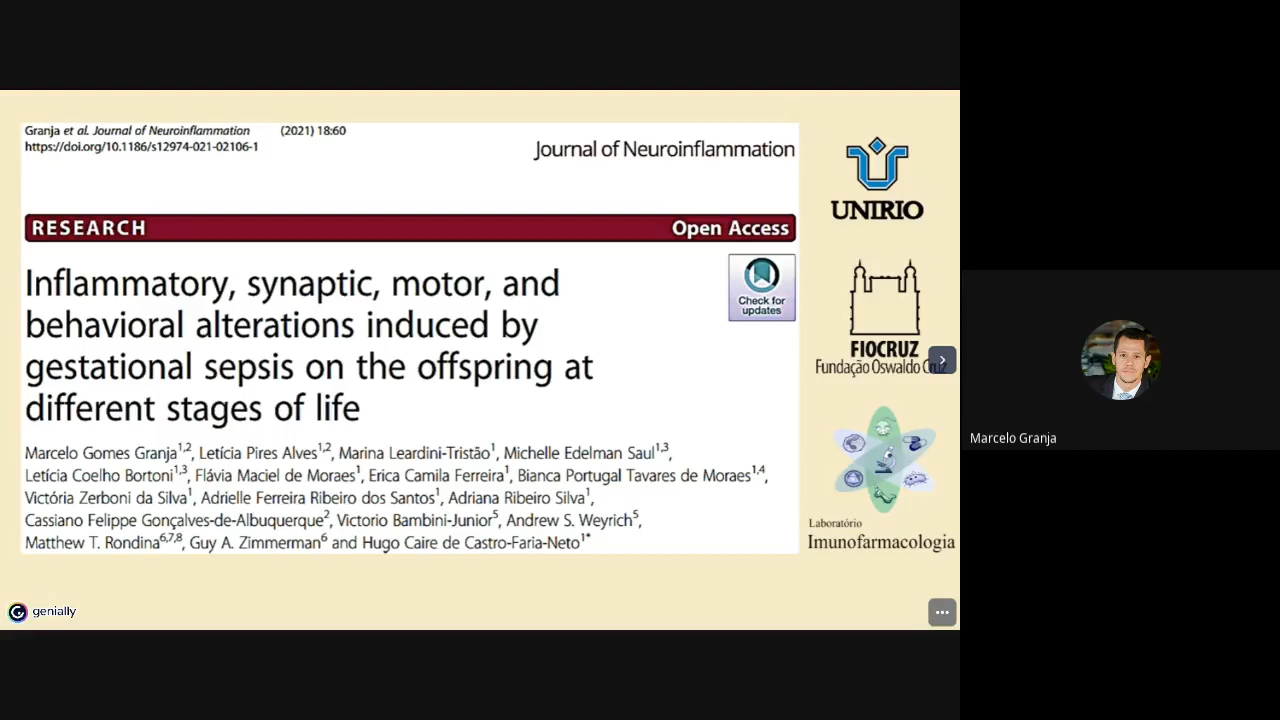 Granja et al. Journal of Neuroinflammation (2021) 18:60
https://doi.org/10.1186/s12974-021-02106-1
Journal of Neuroinflammation
RESEARCH Open Access
Inflammatory, synaptic, motor, and
behavioral alterations induced by
gestational sepsis on the offspring at
different stages of life
Check for
updates
Marcelo Gomes Granja1,2, Letícia Pires Alves1,2, Marina Leardini-Tristão1, Michelle Edelman Saul1,3,
Letícia Coelho Bortoni1,3, Flávia Maciel de Moraes1, Erica Camila Ferreira1, Bianca Portugal Tavares de Moraes1,4,
Victória Zerboni da Silva1, Adrielle Ferreira Ribeiro dos Santos1, Adriana Ribeiro Silva1,
Cassiano Felippe Gonçalves-de-Albuquerque2, Victorio Bambini-Junior5, Andrew S. Weyrich5,
Matthew T. Rondina6,7,8, Guy A. Zimmerman6 and Hugo Caire de Castro-Faria-Neto1*
UNIRIO
FIOCRUZ
Fundação Oswaldo Cruz
Laboratório
Imunofarmacologia
genially
Marcelo Granja